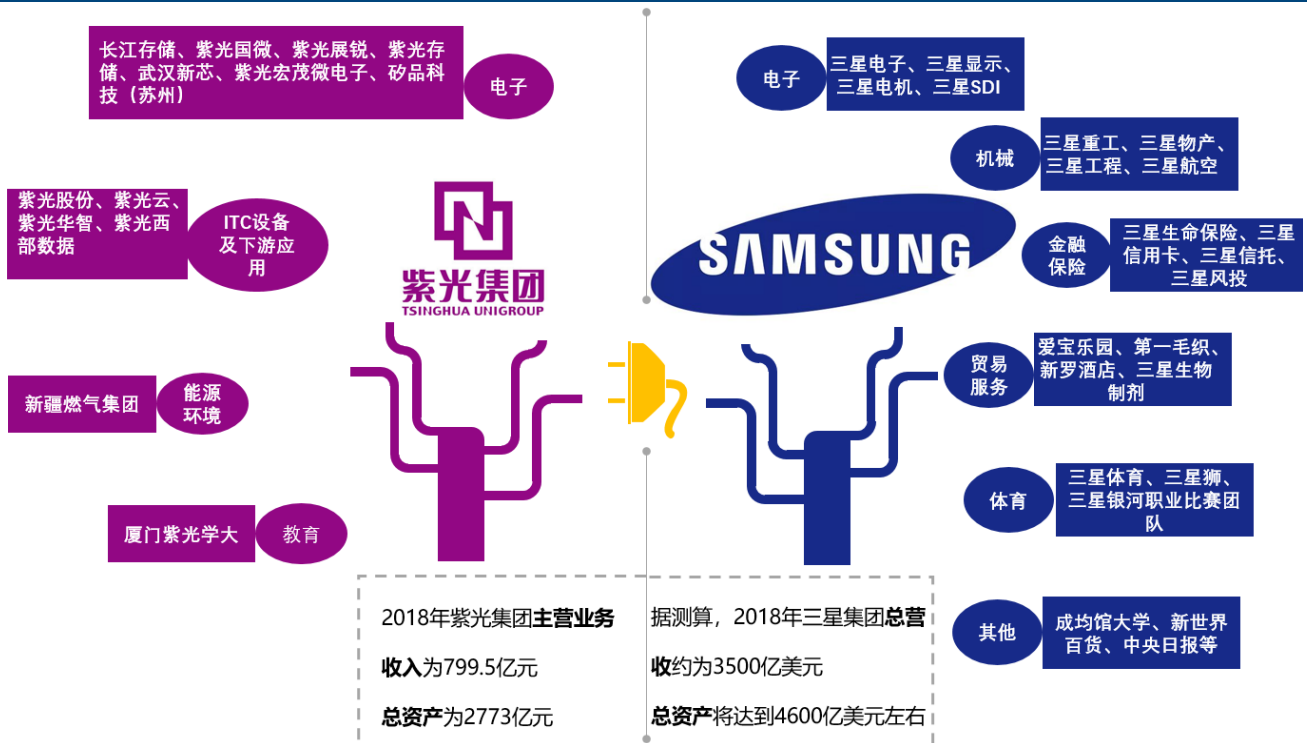 长江存储、紫光国微、紫光展锐、紫光存
储、武汉新芯、紫光宏茂微电子、矽品科
技（苏州）
电子
紫光股份、紫光云、
紫光华智、紫光西
部数据
ITC设备
及下游应
用
紫光集团
TSINGHUA UNIGROUP
新疆燃气集团
能源
环境
厦门紫光学大
教育
2018年紫光集团主营业务
收入为799.5亿元
总资产为2773亿元
电子
三星电子、三星显示、
三星电机、三星SDI
机械
三星重工、三星物产、
三星工程、三星航空
SAMSUNG
金融
保险
三星生命保险、三星
信用卡、三星信托、
三星风投
贸易
服务
爱宝乐园、第一毛织、
新罗酒店、三星生物
制剂
体育
三星体育、三星狮、
三星银河职业比赛团
队
其他
成均馆大学、新世界
百货、中央日报等
据测算，2018年三星集团总营
收约为3500亿美元
总资产将达到4600亿美元左右